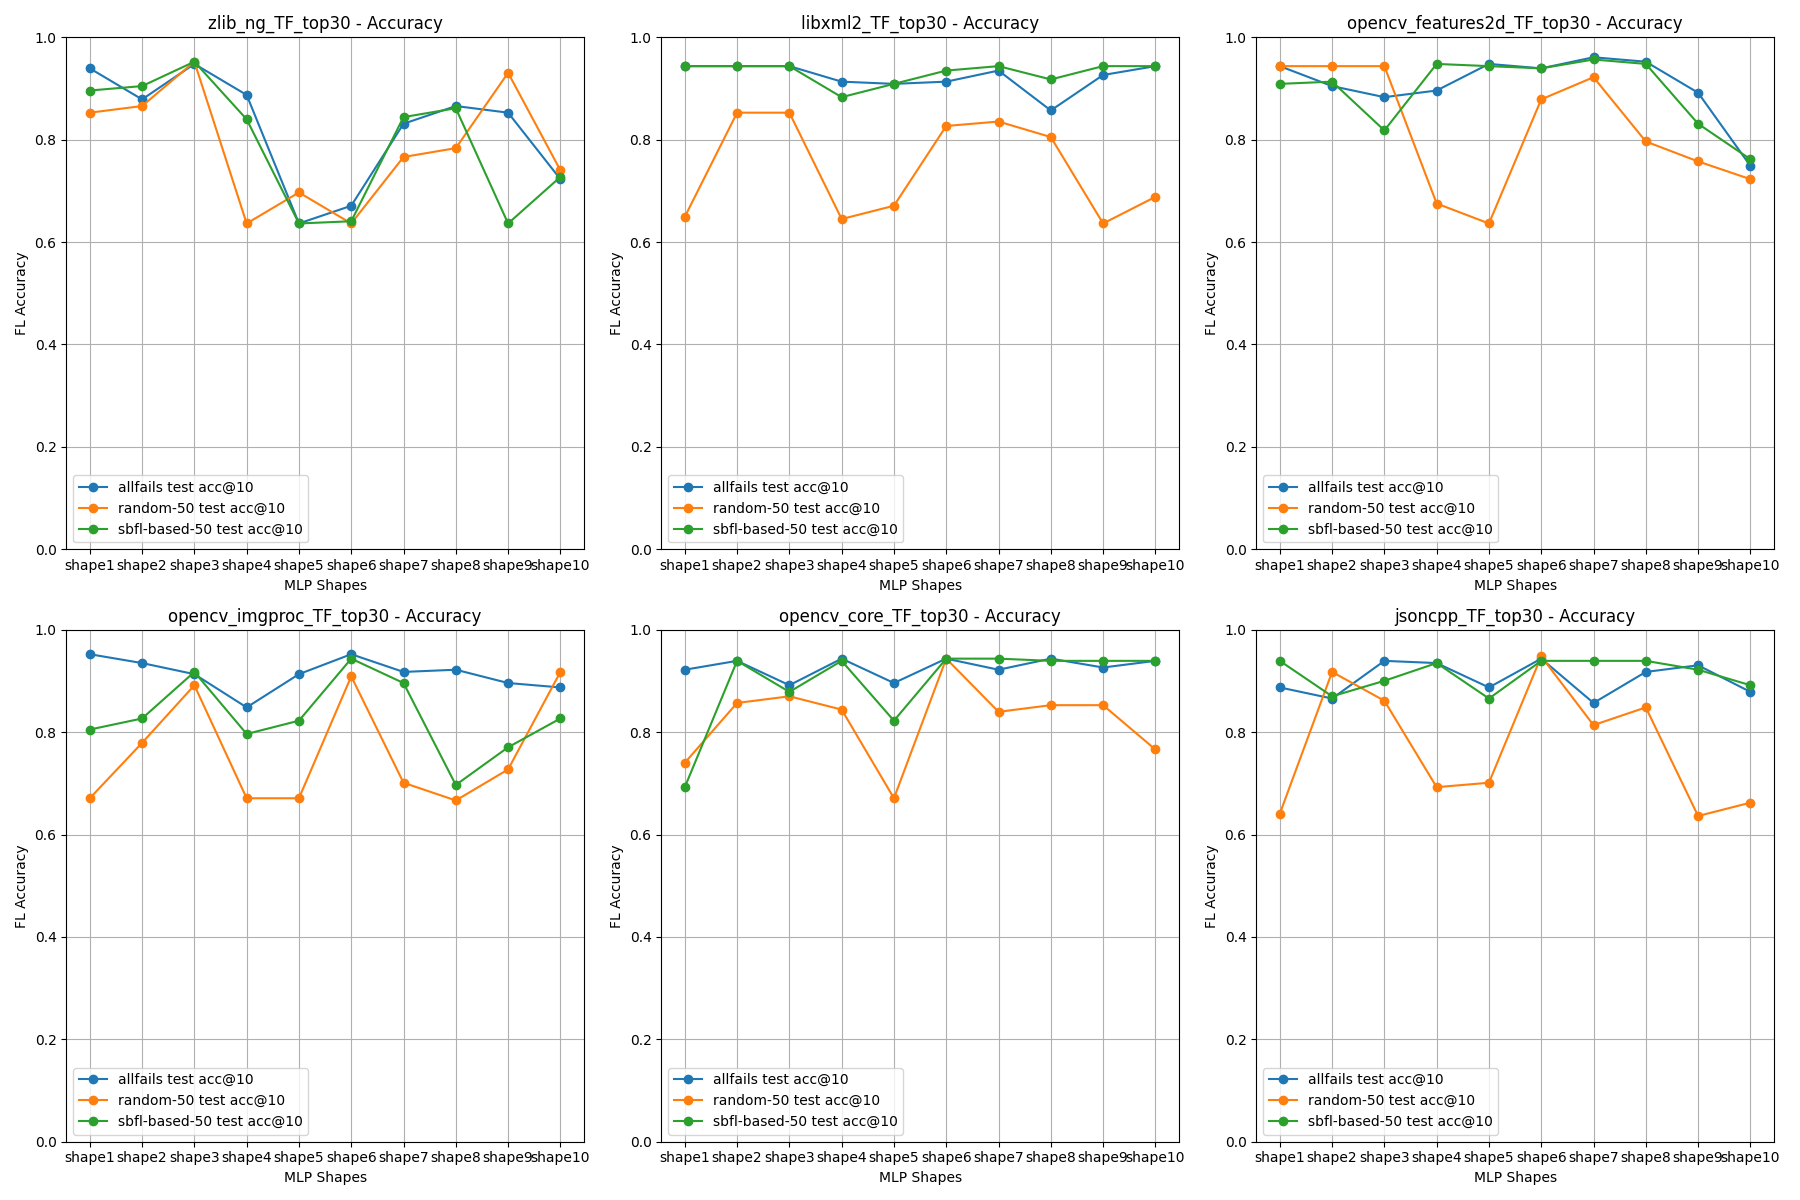 zlib_ng_TF_top30 - Accuracy
1.0
0.8
0.6
0.4
0.2
0.0
FL Accuracy
allfails test acc@10
random-50 test acc@10
sbfl-based-50 test acc@10
shape1 shape2 shape3 shape4 shape5 shape6 shape7 shape8 shape9 shape10
MLP Shapes
libxml2_TF_top30 - Accuracy
1.0
0.8
0.6
0.4
0.2
0.0
FL Accuracy
allfails test acc@10
random-50 test acc@10
sbfl-based-50 test acc@10
shape1 shape2 shape3 shape4 shape5 shape6 shape7 shape8 shape9 shape10
MLP Shapes
opencv_features2d_TF_top30 - Accuracy
1.0
0.8
0.6
0.4
0.2
0.0
FL Accuracy
allfails test acc@10
random-50 test acc@10
sbfl-based-50 test acc@10
shape1 shape2 shape3 shape4 shape5 shape6 shape7 shape8 shape9 shape10
MLP Shapes
opencv_imgproc_TF_top30 - Accuracy
1.0
0.8
0.6
0.4
0.2
0.0
FL Accuracy
allfails test acc@10
random-50 test acc@10
sbfl-based-50 test acc@10
shape1 shape2 shape3 shape4 shape5 shape6 shape7 shape8 shape9 shape10
MLP Shapes
opencv_core_TF_top30 - Accuracy
1.0
0.8
0.6
0.4
0.2
0.0
FL Accuracy
allfails test acc@10
random-50 test acc@10
sbfl-based-50 test acc@10
shape1 shape2 shape3 shape4 shape5 shape6 shape7 shape8 shape9 shape10
MLP Shapes
jsoncpp_TF_top30 - Accuracy
1.0
0.8
0.6
0.4
0.2
0.0
FL Accuracy
allfails test acc@10
random-50 test acc@10
sbfl-based-50 test acc@10
shape1 shape2 shape3 shape4 shape5 shape6 shape7 shape8 shape9 shape10
MLP Shapes